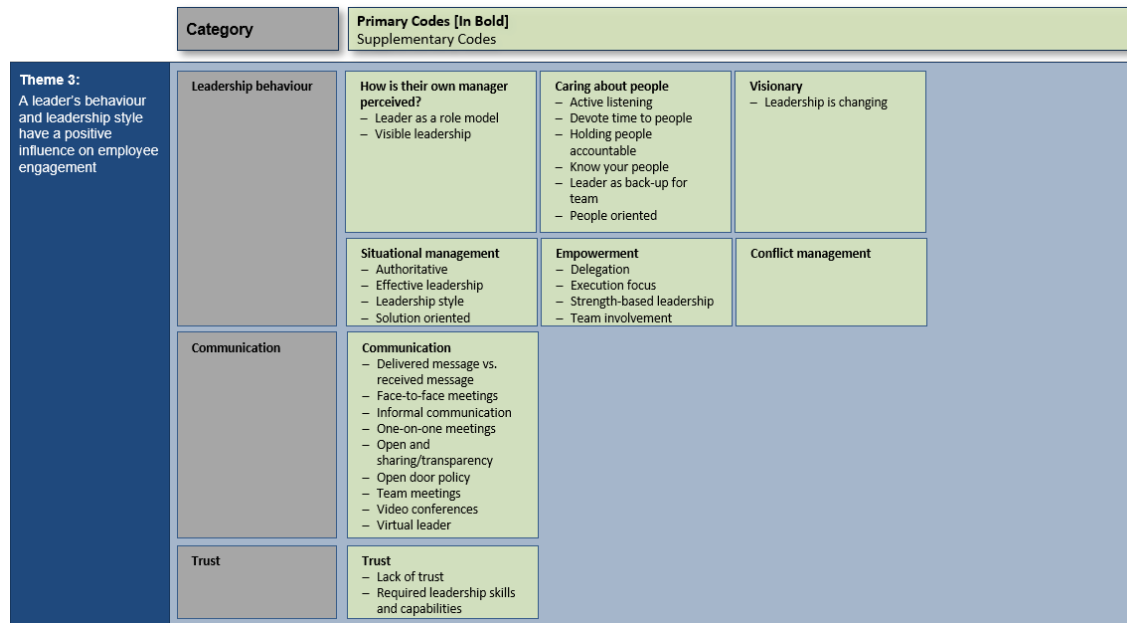 Category
Primary Codes [In Bold]
Supplementary Codes
Theme 3:
A leader's behaviour
and leadership style
have a positive
influence on employee
engagement
Leadership behaviour
How is their own manager
perceived?
– Leader as a role model
– Visible leadership
Caring about people
– Active listening
– Devote time to people
– Holding people
accountable
– Know your people
– Leader as back-up for
team
– People oriented
Visionary
– Leadership is changing
Situational management
– Authoritative
– Effective leadership
– Leadership style
– Solution oriented
Empowerment
– Delegation
– Execution focus
– Strength-based leadership
– Team involvement
Conflict management
Communication
Communication
– Delivered message vs.
received message
– Face-to-face meetings
– Informal communication
– One-on-one meetings
– Open and
sharing/transparency
– Open door policy
– Team meetings
– Video conferences
– Virtual leader
Trust
Trust
– Lack of trust
– Required leadership skills
and capabilities